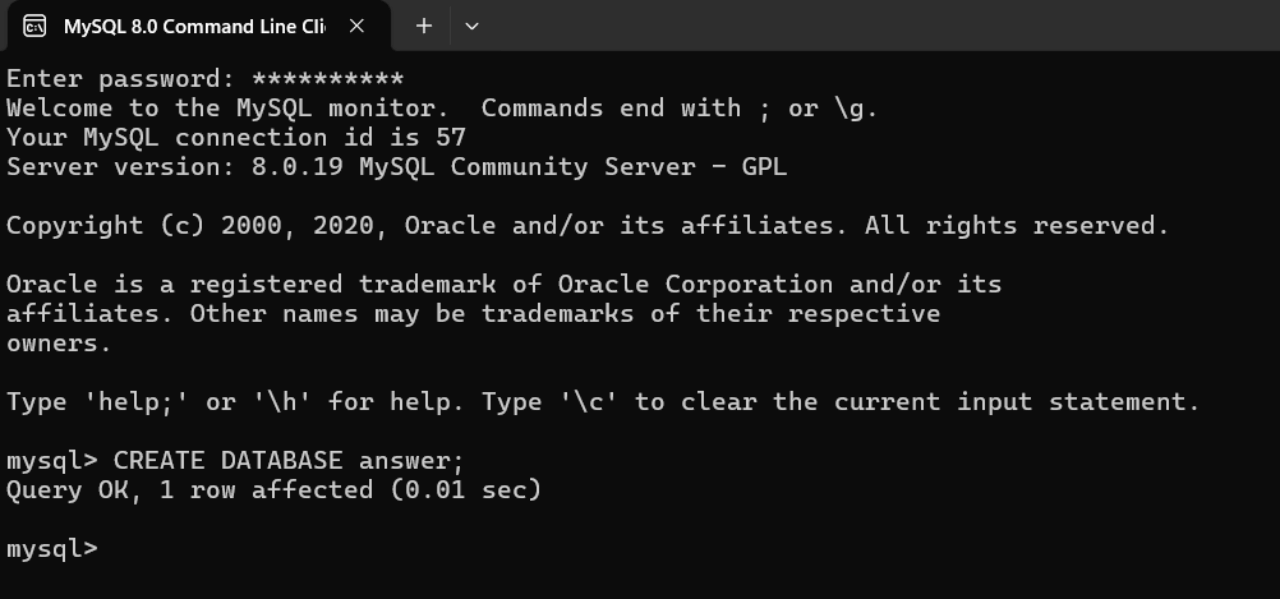 MySQL 8.0 Command Line Cli
Enter password: **********
Welcome to the MySQL monitor.  Commands end with ; or \g.
Your MySQL connection id is 57
Server version: 8.0.19 MySQL Community Server - GPL
Copyright (c) 2000, 2020, Oracle and/or its affiliates. All rights reserved.
Oracle is a registered trademark of Oracle Corporation and/or its
affiliates. Other names may be trademarks of their respective
owners.
Type 'help;' or '\h' for help. Type '\c' to clear the current input statement.
mysql> CREATE DATABASE answer;
Query OK, 1 row affected (0.01 sec)
mysql>